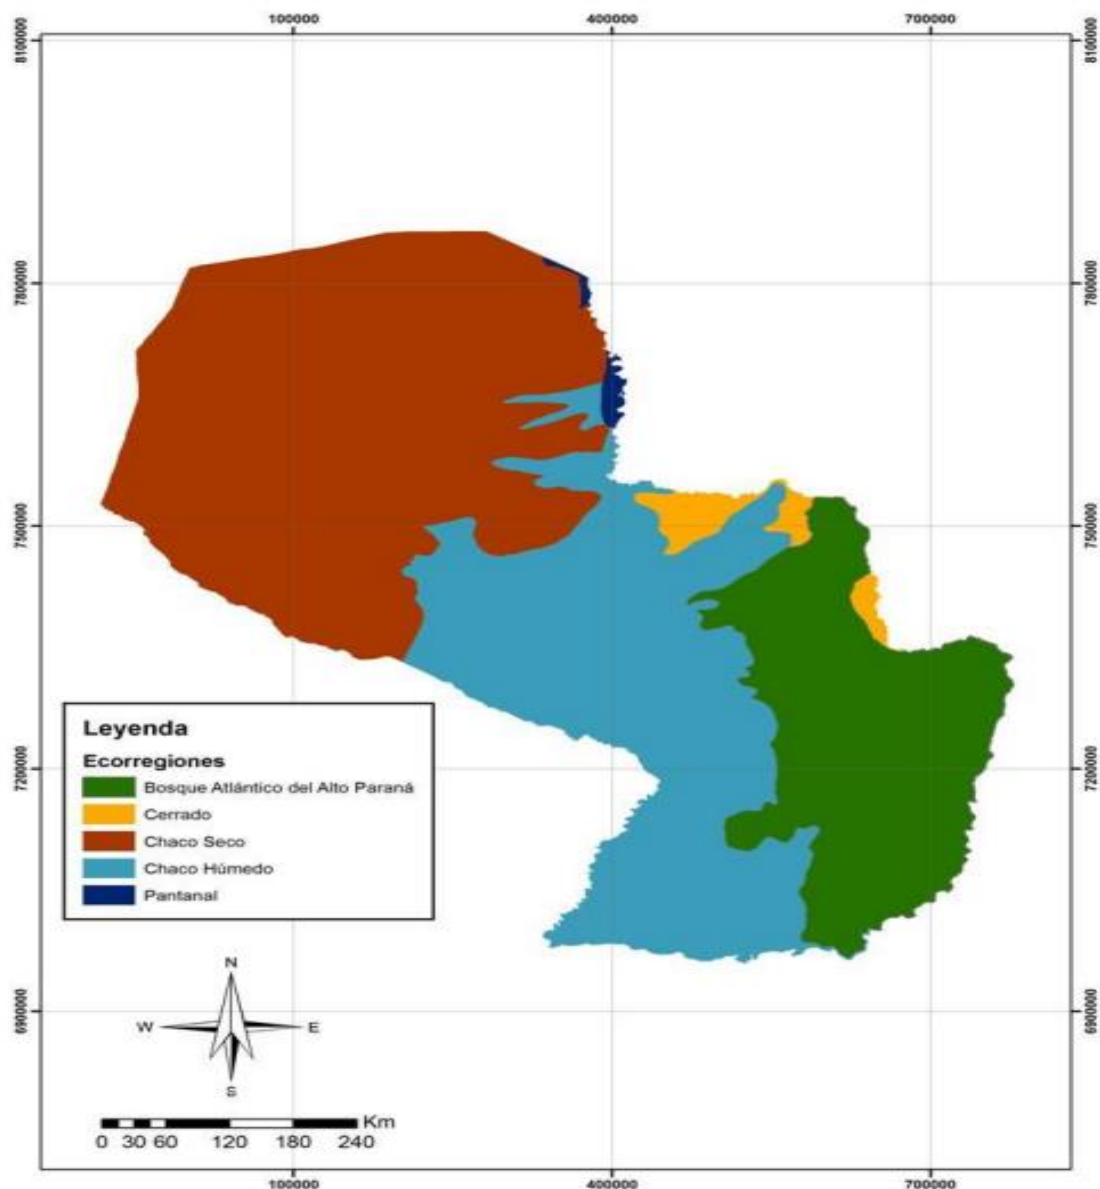 100000 400000 700000
8100000 8100000
7800000 7800000
7500000 7500000
7200000 7200000
6900000 6900000
Leyenda
Ecorregiones
Bosque Atlántico del Alto Paraná
Cerrado
Chaco Seco
Chaco Húmedo
Pantanal
N
W E
S
Km
0 30 60 120 180 240
100000 400000 700000